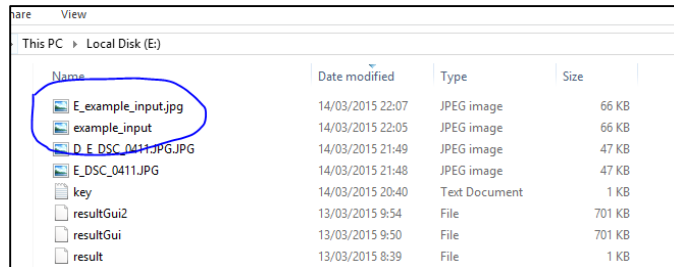 hare View
This PC Local Disk (E:)
Name Date modified Type Size
E_example_input.jpg 14/03/2015 22:07 JPEG image 66 KB
example_input 14/03/2015 22:05 JPEG image 66 KB
D_E_DSC_0411.JPG.JPG 14/03/2015 21:49 JPEG image 47 KB
E_DSC_0411.JPG 14/03/2015 21:48 JPEG image 47 KB
key 14/03/2015 20:40 Text Document 1 KB
resultGui2 13/03/2015 9:54 File 701 KB
resultGui 13/03/2015 9:50 File 701 KB
result 13/03/2015 8:39 File 1 KB